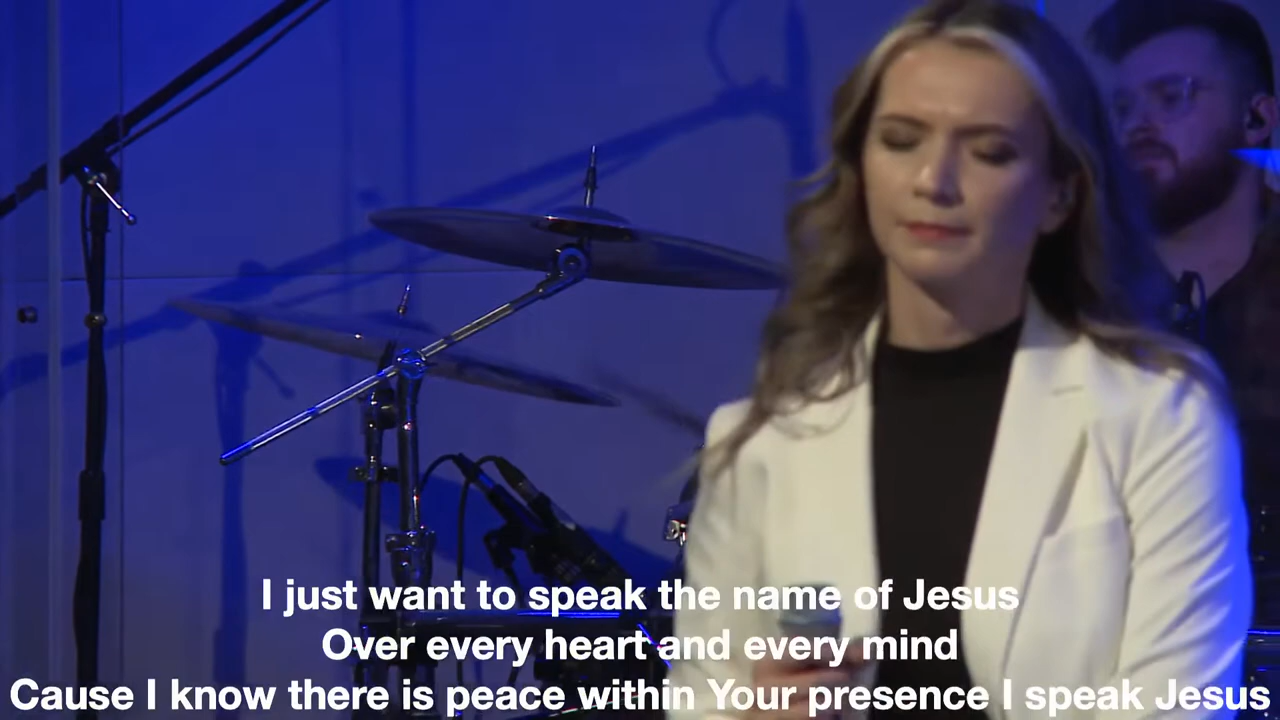 I just want to speak the name of Jesus
Over every heart and every mind
Cause I know there is peace within Your presence I speak Jesus